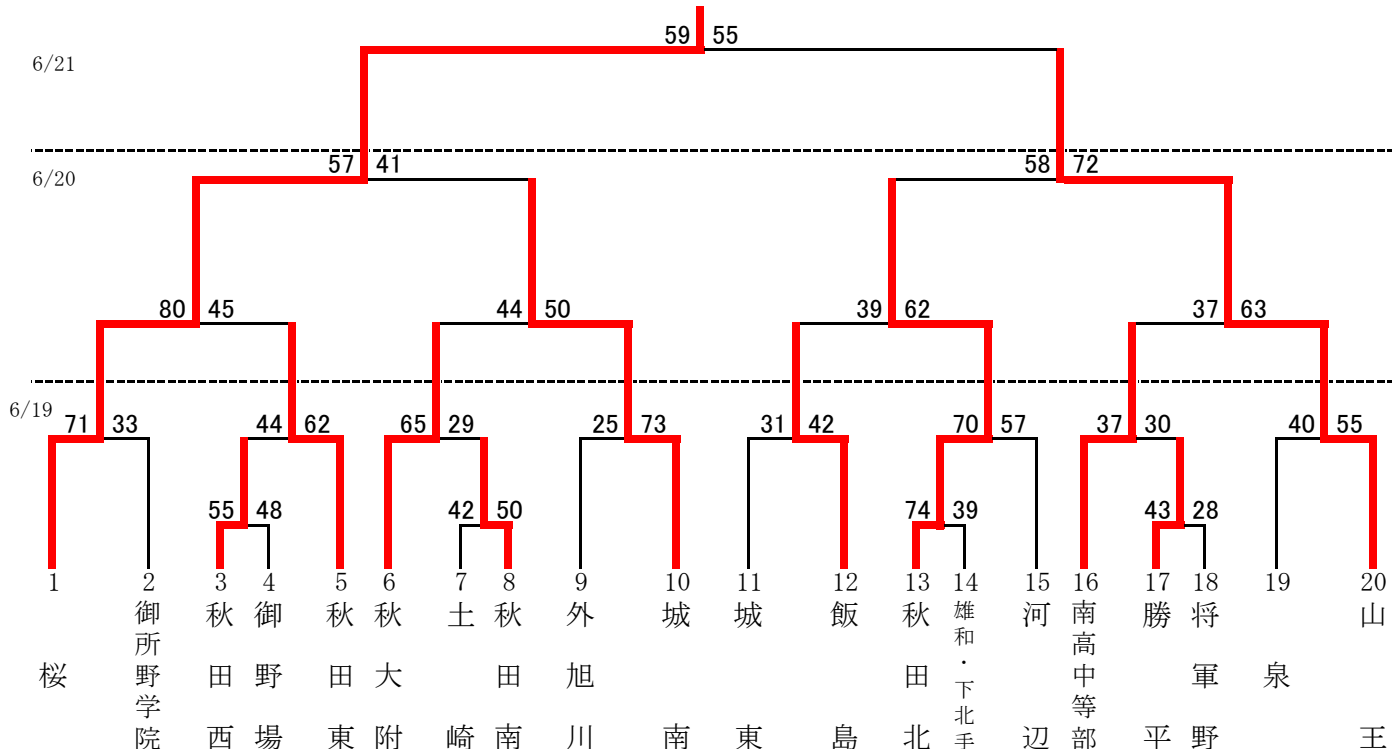 59 55
6/21
57 41 58 72
6/20
80 45 44 50 39 62 37 63
6/19
71 33 44 62 65 29 25 73 31 42 70 57 37 30 40 55
55 48 42 50 74 39 43 28
1 2 3 4 5 6 7 8 9 10 11 12 13 14 15 16 17 18 19 20
桜
御所野学院
秋田西
御野場
秋田東
秋大附
土崎
秋田南
外旭川
城南
城東
飯島
秋田北
雄和・下北手
河辺
南高中等部
勝平
将軍野
泉
山王